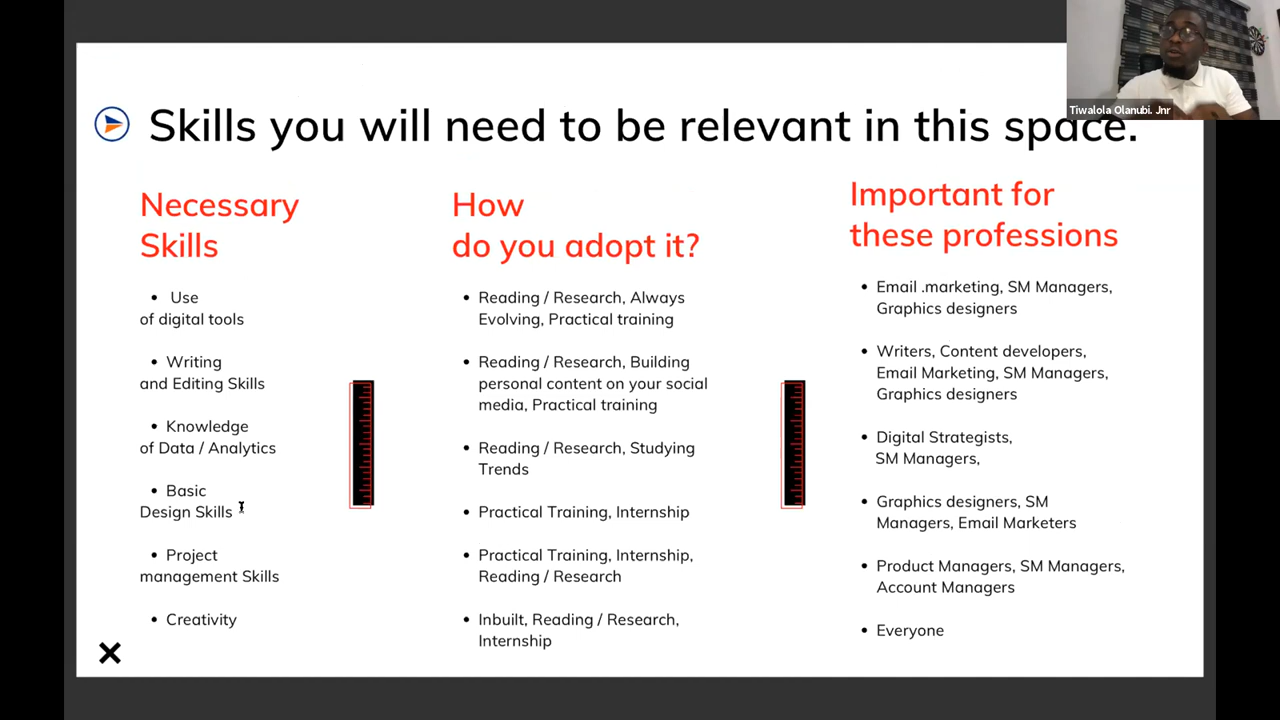 Tiwalola Olanubi. Jnr
Skills you will need to be relevant in this space.
Necessary
Skills
• Use
of digital tools
• Writing
and Editing Skills
• Knowledge
of Data / Analytics
• Basic
Design Skills
• Project
management Skills
• Creativity
How
do you adopt it?
• Reading / Research, Always
Evolving, Practical training
• Reading / Research, Building
personal content on your social
media, Practical training
• Reading / Research, Studying
Trends
• Practical Training, Internship
• Practical Training, Internship,
Reading / Research
• Inbuilt, Reading / Research,
Internship
Important for
these professions
• Email .marketing, SM Managers,
Graphics designers
• Writers, Content developers,
Email Marketing, SM Managers,
Graphics designers
• Digital Strategists,
SM Managers,
• Graphics designers, SM
Managers, Email Marketers
• Product Managers, SM Managers,
Account Managers
• Everyone